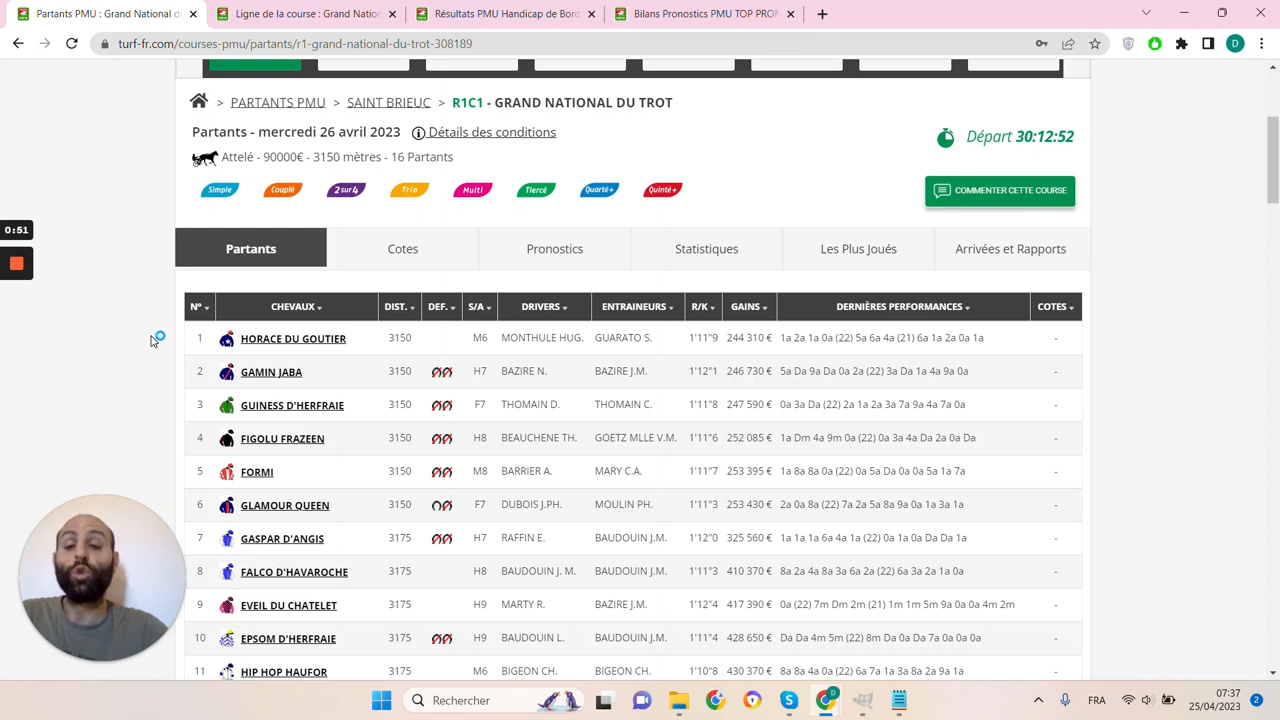 Partants PMU : Grand National d
Ligne de la course : Grand Natio
Résultats PMU Handicap de Bord
Bilans Pronostics PMU TOP PRON
turf-fr.com/courses-pmu/partants/r1-grand-national-du-trot-308189
D
PARTANTS PMU > SAINT BRIEUC > R1C1 - GRAND NATIONAL DU TROT
Partants - mercredi 26 avril 2023 Détails des conditions
Départ 30:12:52
Attelé - 90000€ - 3150 mètres - 16 Partants
Simple Couplé 2 sur 4 Trio Multi Tiercé Quarté+ Quinté+
COMMENTER CETTE COURSE
0:51
Partants Cotes Pronostics Statistiques Les Plus Joués Arrivées et Rapports
N° CHEVAUX DIST. DEF. S/A DRIVERS ENTRAINEURS R/K GAINS DERNIÈRES PERFORMANCES COTES
1 HORACE DU GOUTIER 3150 M6 MONTHULE HUG. GUARATO S. 1'11"9 244 310 € 1a 2a 1a 0a (22) 5a 6a 4a (21) 6a 1a 2a 0a 1a -
2 GAMIN JABA 3150 H7 BAZIRE N. BAZIRE J.M. 1'12"1 246 730 € 5a Da 9a Da 0a 2a (22) 3a Da 1a 4a 9a 0a -
3 GUINESS D'HERFRAIE 3150 F7 THOMAIN D. THOMAIN C. 1'11"8 247 590 € 0a 3a Da (22) 2a 1a 2a 3a 7a 9a 4a 7a 0a -
4 FIGOLU FRAZEEN 3150 H8 BEAUCHENE TH. GOETZ MLLE V.M. 1'11"6 252 085 € 1a Dm 4a 9m 0a (22) 0a 3a 4a Da 2a 0a Da -
5 FORMI 3150 M8 BARRIER A. MARY C.A. 1'11"7 253 395 € 1a 8a 8a 0a (22) 0a 5a Da 0a 0a 5a 1a 7a -
6 GLAMOUR QUEEN 3150 F7 DUBOIS J.PH. MOULIN PH. 1'11"3 253 430 € 2a 0a 8a (22) 7a 2a 5a 8a 9a 0a 1a 3a 1a -
7 GASPAR D'ANGIS 3175 H7 RAFFIN E. BAUDOUIN J.M. 1'12"0 325 560 € 1a 1a 1a 6a 4a 1a (22) 0a 1a 0a Da Da 1a -
8 FALCO D'HAVAROCHE 3175 H8 BAUDOUIN J. M. BAUDOUIN J.M. 1'11"3 410 370 € 8a 2a 4a 8a 3a 6a 2a (22) 6a 3a 2a 1a 0a -
9 EVEIL DU CHATELET 3175 H9 MARTY R. BAZIRE J.M. 1'12"4 417 390 € 0a (22) 7m Dm 2m (21) 1m 1m 5m 9a 0a 0a 4m 2m -
10 EPSOM D'HERFRAIE 3175 H9 BAUDOUIN L. BAUDOUIN J.M. 1'11"4 428 650 € Da Da 4m 5m (22) 8m Da 0a Da 7a 0a 0a 0a -
11 HIP HOP HAUFOR 3175 M6 BIGEON CH. BIGEON CH. 1'10"8 430 370 € 8a 8a 4a 0a (22) 6a 7a 1a 3a 8a 2a 9a 1a -
Rechercher
FRA
07:37
25/04/2023
2